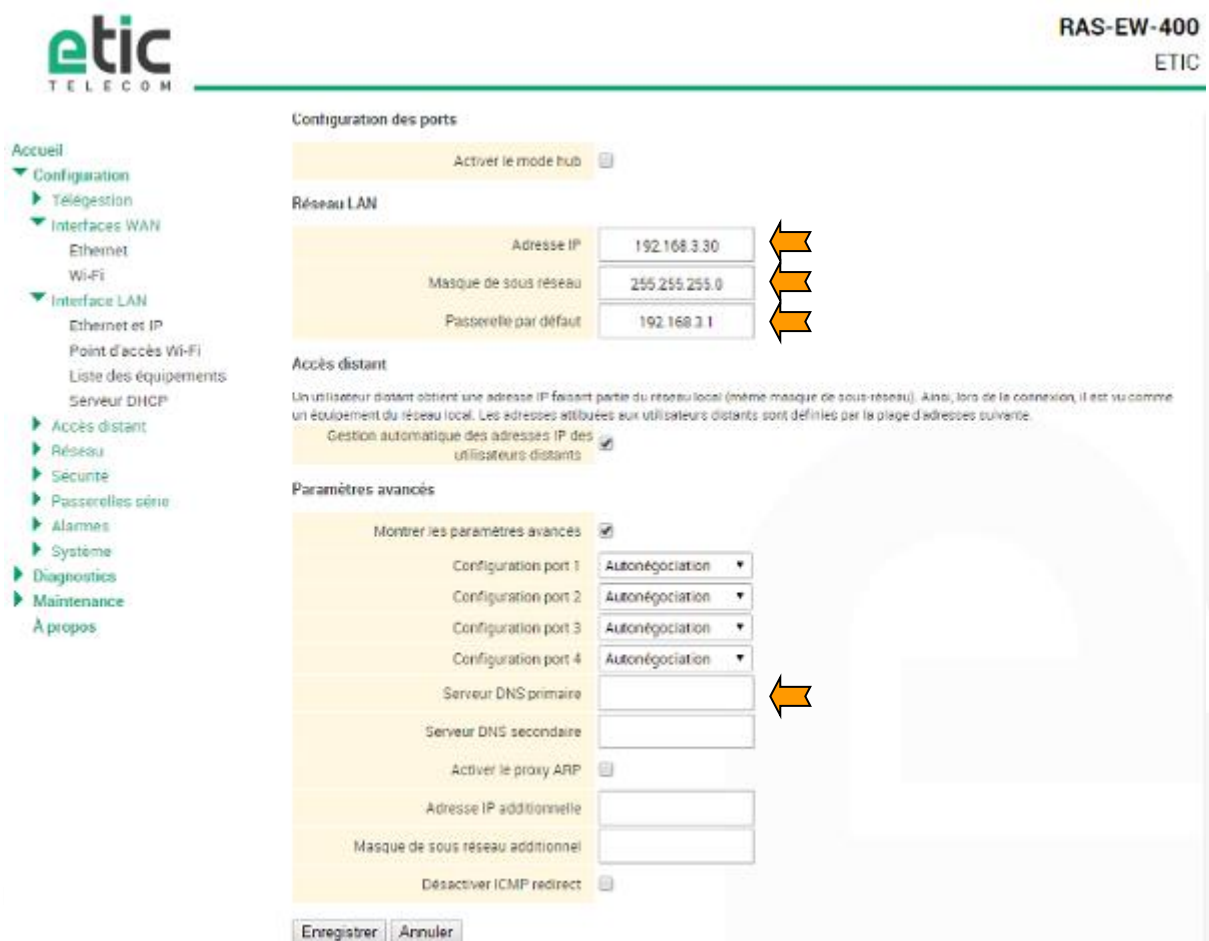 etic
TELECOM
RAS-EW-400
ETIC
Accueil
Configuration
Télégestion
Interfaces WAN
Ethernet
Wi-Fi
Interface LAN
Ethernet et IP
Point d'accès Wi-Fi
Liste des équipements
Serveur DHCP
Accès distant
Réseau
Sécurité
Passerelles série
Alarmes
Système
Diagnostics
Maintenance
À propos
Configuration des ports
Activer le mode hub
Réseau LAN
Adresse IP 192.168.3.30
Masque de sous réseau 255.255.255.0
Passerelle par défaut 192.168.3.1
Accès distant
Un utilisateur distant obtient une adresse IP faisant partie du réseau local (même masque de sous-réseau). Ainsi, lors de la connexion, il est vu comme
un équipement du réseau local. Les adresses attibuées aux utilisateurs distants sont définies par la plage d'adresses suivante.
Gestion automatique des adresses IP des
utilisateurs distants
Paramètres avancés
Montrer les paramètres avancés
Configuration port 1 Autonégociation
Configuration port 2 Autonégociation
Configuration port 3 Autonégociation
Configuration port 4 Autonégociation
Serveur DNS primaire
Serveur DNS secondaire
Activer le proxy ARP
Adresse IP additionnelle
Masque de sous réseau additionnel
Désactiver ICMP redirect
Enregistrer Annuler